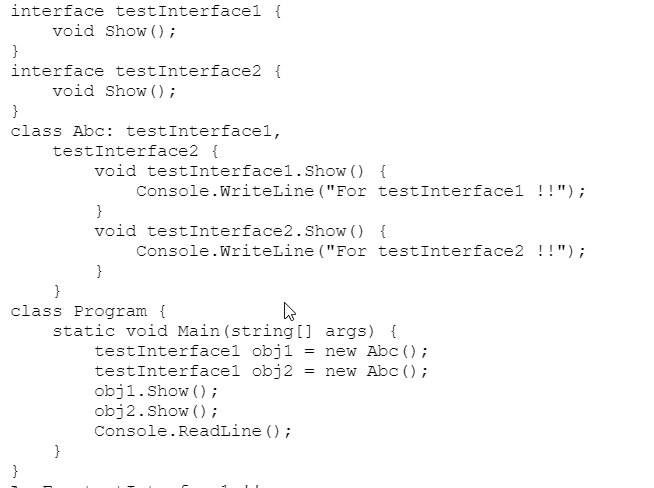 interface testInterface1 {
    void Show();
}
interface testInterface2 {
    void Show();
}
class Abc: testInterface1,
    testInterface2 {
        void testInterface1.Show() {
            Console.WriteLine("For testInterface1 !!");
        }
        void testInterface2.Show() {
            Console.WriteLine("For testInterface2 !!");
        }
    }
class Program {
    static void Main(string[] args) {
        testInterface1 obj1 = new Abc();
        testInterface1 obj2 = new Abc();
        obj1.Show();
        obj2.Show();
        Console.ReadLine();
    }
}